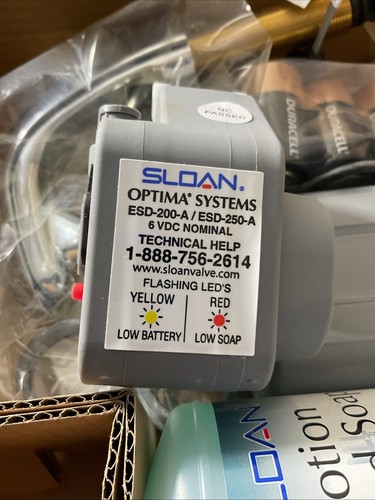 QC
PASSED
DURACELL
DURACELL
SLOAN®
OPTIMA® SYSTEMS
ESD-200-A / ESD-250-A
6 VDC NOMINAL
TECHNICAL HELP
1-888-756-2614
www.sloanvalve.com
FLASHING LED'S
YELLOW RED
LOW BATTERY LOW SOAP
SLOAN
otion
d Soap